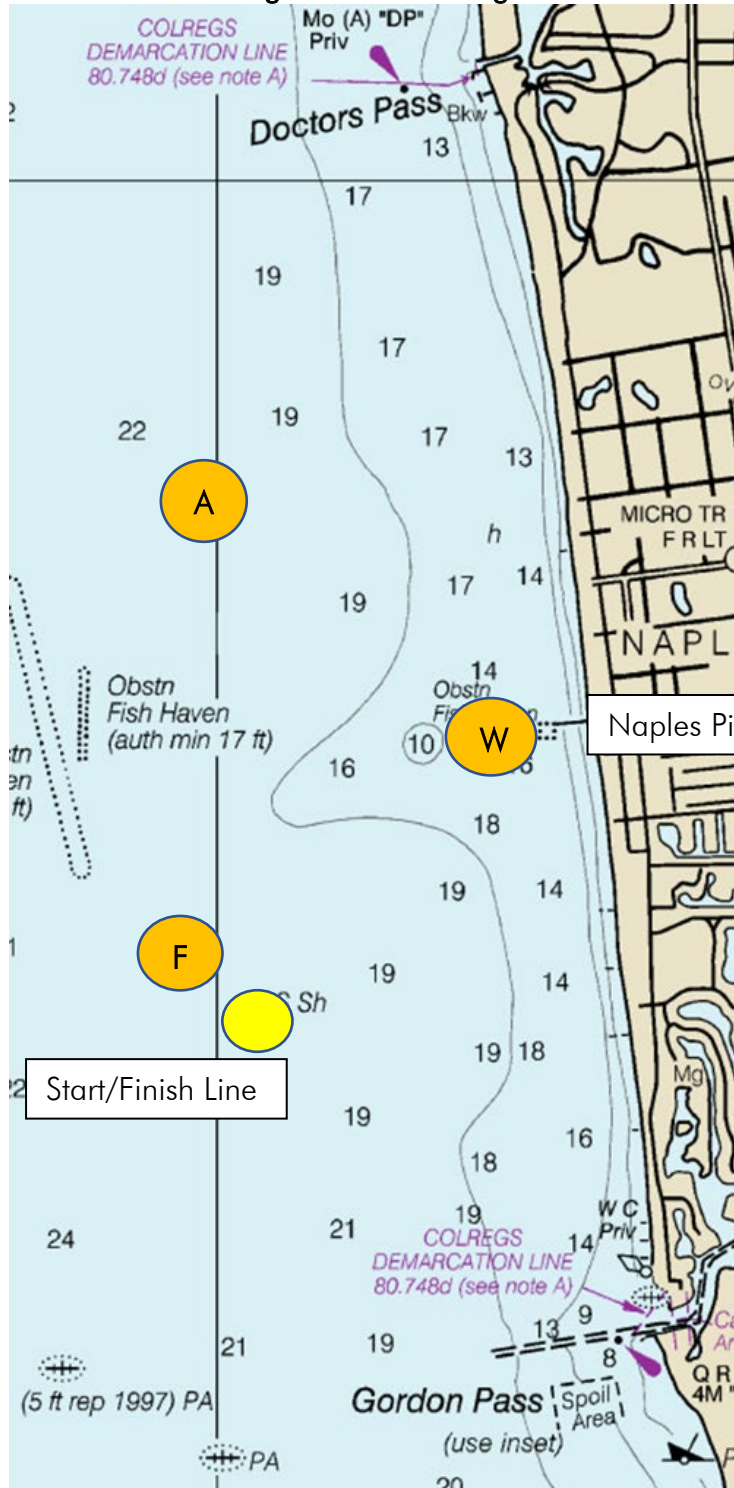 Mo (A) "DP"
Priv
COLREGS
DEMARCATION LINE
80.748d (see note A)
Doctors Pass
Bkw
13
17
19
17
19
22
17
13
A
MICRO TR
F R LT
h
14
17
19
NAPL
14
Obstn
Obstn
Fish Haven
(auth min 17 ft)
W
10
Naples Pi
16
18
19
14
F
19
14
S Sh
19
18
Start/Finish Line
Mg
19
16
18
W C
Priv
19
21
14
24
COLREGS
DEMARCATION LINE
80.748d (see note A)
9
13
21
19
8
(5 ft rep 1997) PA
Gordon Pass
(use inset)
Spoil
Area
Q R
4M "
PA
20